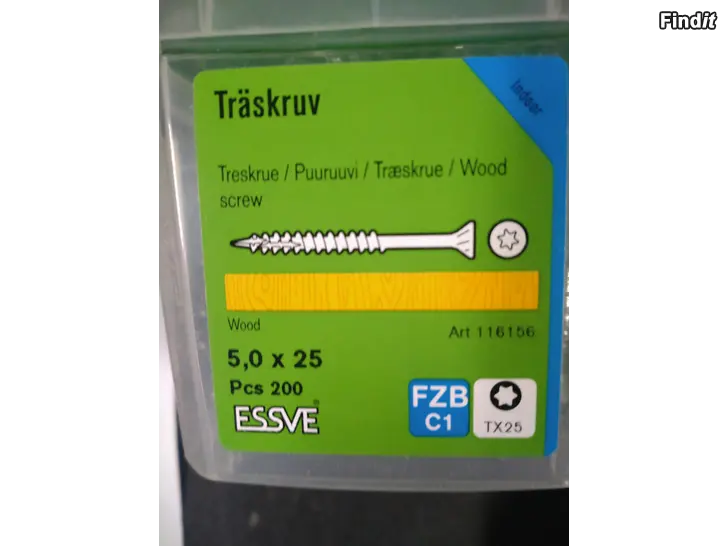 Findit
Indoor
Träskruv
Treskrue / Puuruuvi / Træskrue / Wood
screw
Wood
Art 116156
5,0 x 25
Pcs 200
ESSVE®
FZB
C1
TX25